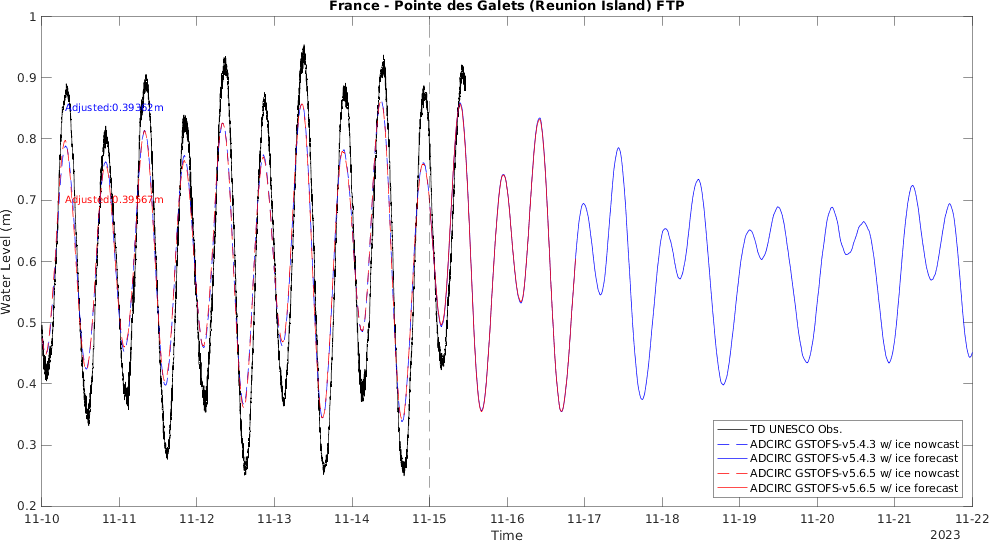 France - Pointe des Galets (Reunion Island) FTP
1
0.9
0.8
0.7
0.6
0.5
0.4
0.3
0.2
Water Level (m)
Adjusted:0.39352m
Adjusted:0.39567m
TD UNESCO Obs.
ADCIRC GSTOFS-v5.4.3 w/ ice nowcast
ADCIRC GSTOFS-v5.4.3 w/ ice forecast
ADCIRC GSTOFS-v5.6.5 w/ ice nowcast
ADCIRC GSTOFS-v5.6.5 w/ ice forecast
11-10 11-11 11-12 11-13 11-14 11-15 11-16 11-17 11-18 11-19 11-20 11-21 11-22
Time
2023